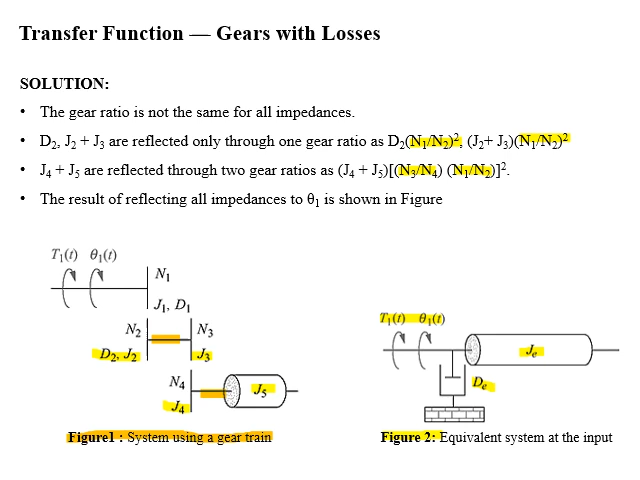 Transfer Function — Gears with Losses
SOLUTION:
• The gear ratio is not the same for all impedances.
• D₂, J₂ + J₃ are reflected only through one gear ratio as D₂(N₁/N₂)², (J₂+ J₃)(N₁/N₂)²
• J₄ + J₅ are reflected through two gear ratios as (J₄ + J₅)[(N₃/N₄) (N₁/N₂)]².
• The result of reflecting all impedances to θ₁ is shown in Figure
T₁(t) θ₁(t)
N₁
J₁, D₁
N₂ N₃
D₂, J₂ J₃
N₄ J₅
J₄
Figure1 : System using a gear train
T₁(t) θ₁(t)
Jₑ
Dₑ
Figure 2: Equivalent system at the input